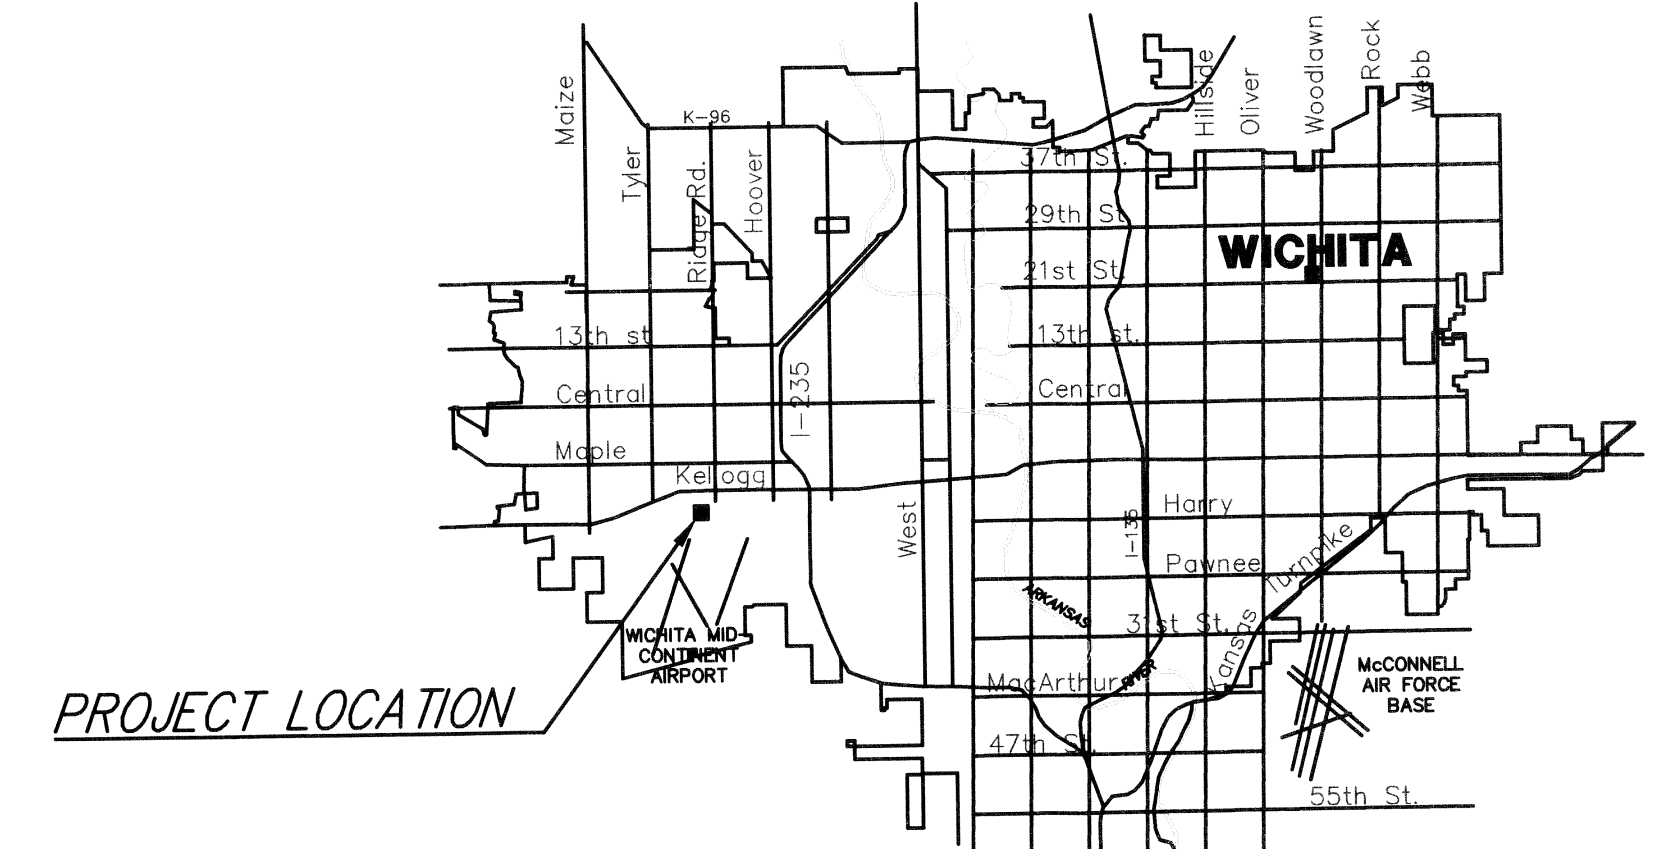 Maize
Tyler
K-96
Ridge Rd.
Hoover
Hillside
Oliver
Woodlawn
Rock
Webb
37th St.
29th St.
21st St.
WICHITA
13th st
13th st.
I-235
Central
Central
Maple
Kellogg
West
Harry
I-135
Pawnee
Kansas Turnpike
ARKANSAS
RIVER
31st St.
WICHITA MID-
CONTINENT
AIRPORT
McCONNELL
AIR FORCE
BASE
MacArthur
PROJECT LOCATION
47th St.
55th St.